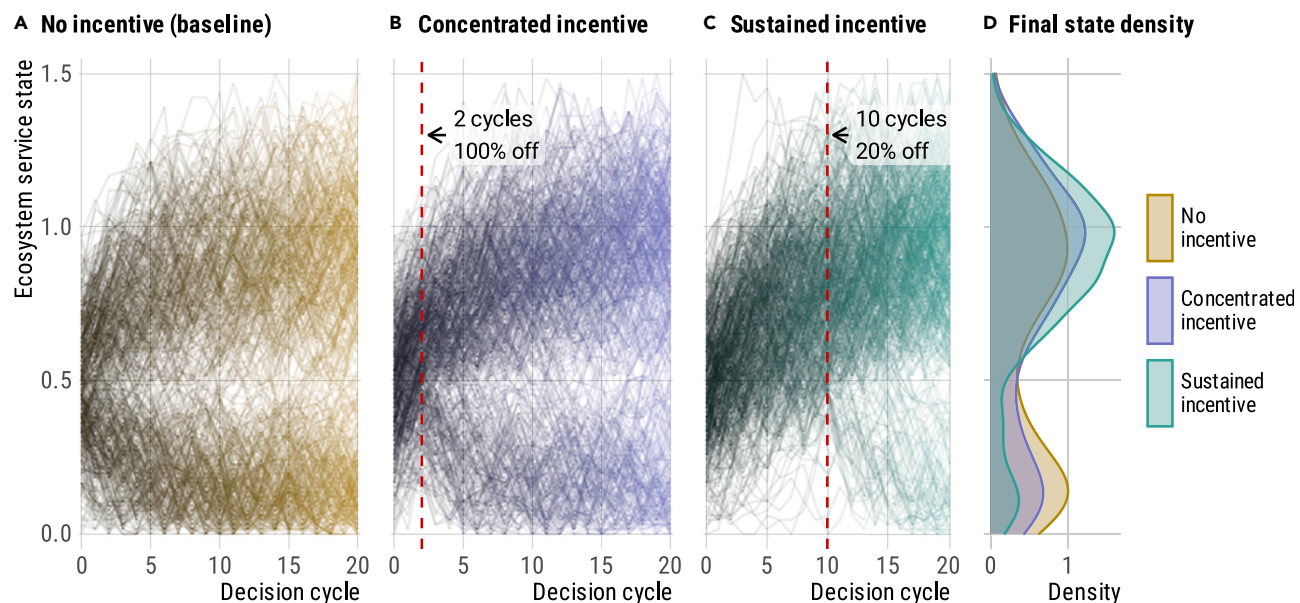 A No incentive (baseline)
B Concentrated incentive
C Sustained incentive
D Final state density
Ecosystem service state
1.5
1.0
0.5
0.0
2 cycles
100% off
10 cycles
20% off
No
incentive
Concentrated
incentive
Sustained
incentive
0 5 10 15 20
0 5 10 15 20
0 5 10 15 20
0 1
Decision cycle
Decision cycle
Decision cycle
Density